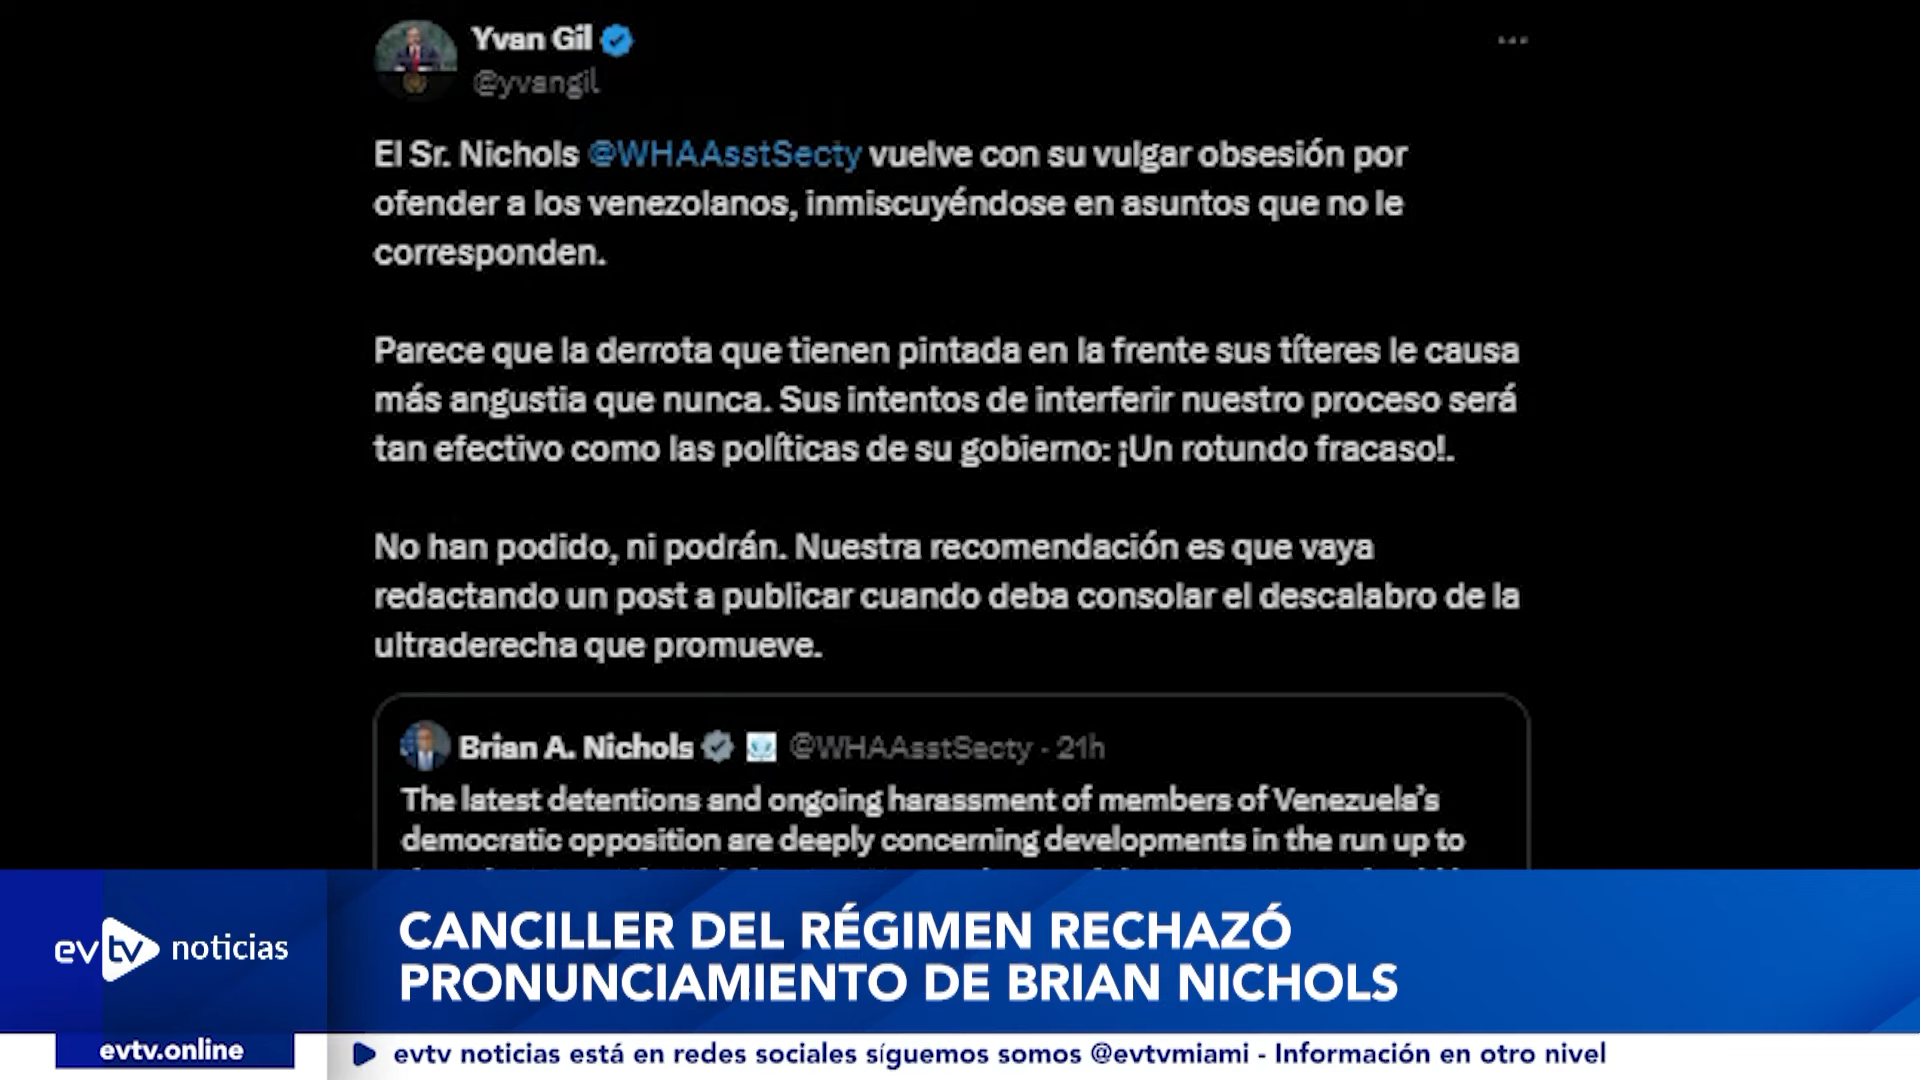 Yvan Gil
@yvangil
El Sr. Nichols @WHAAsstSecty vuelve con su vulgar obsesión por
ofender a los venezolanos, inmiscuyéndose en asuntos que no le
corresponden.
Parece que la derrota que tienen pintada en la frente sus títeres le causa
más angustia que nunca. Sus intentos de interferir nuestro proceso será
tan efectivo como las políticas de su gobierno: ¡Un rotundo fracaso!.
No han podido, ni podrán. Nuestra recomendación es que vaya
redactando un post a publicar cuando deba consolar el descalabro de la
ultraderecha que promueve.
Brian A. Nichols @WHAAsstSecty · 21h
The latest detentions and ongoing harassment of members of Venezuela's
democratic opposition are deeply concerning developments in the run up to
CANCILLER DEL RÉGIMEN RECHAZÓ
PRONUNCIAMIENTO DE BRIAN NICHOLS
evtv noticias
evtv.online
evtv noticias está en redes sociales síguemos somos @evtvmiami - Información en otro nivel